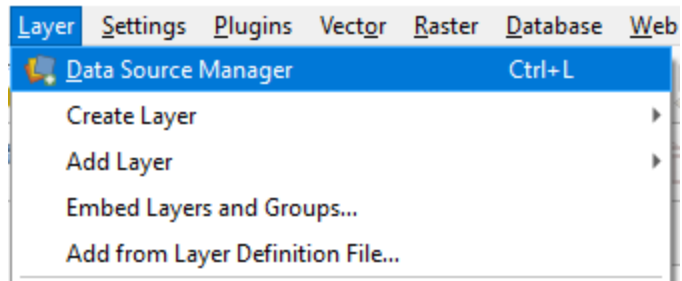 Layer Settings Plugins Vector Raster Database Web
Data Source Manager Ctrl+L
Create Layer
Add Layer
Embed Layers and Groups...
Add from Layer Definition File...